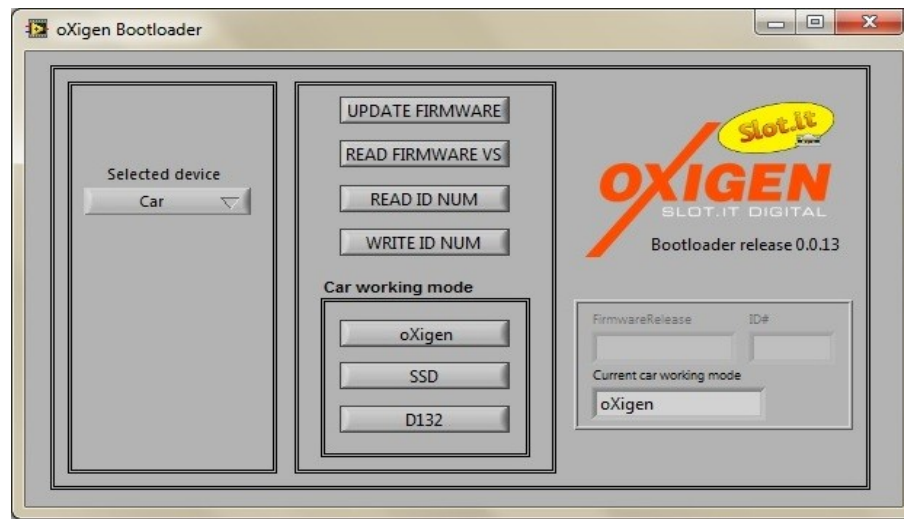 oXigen Bootloader
Selected device
Car
UPDATE FIRMWARE
READ FIRMWARE VS
READ ID NUM
WRITE ID NUM
Car working mode
oXigen
SSD
D132
Slot.it
OXIGEN
SLOT.IT DIGITAL
Bootloader release 0.0.13
FirmwareRelease ID#
Current car working mode
oXigen